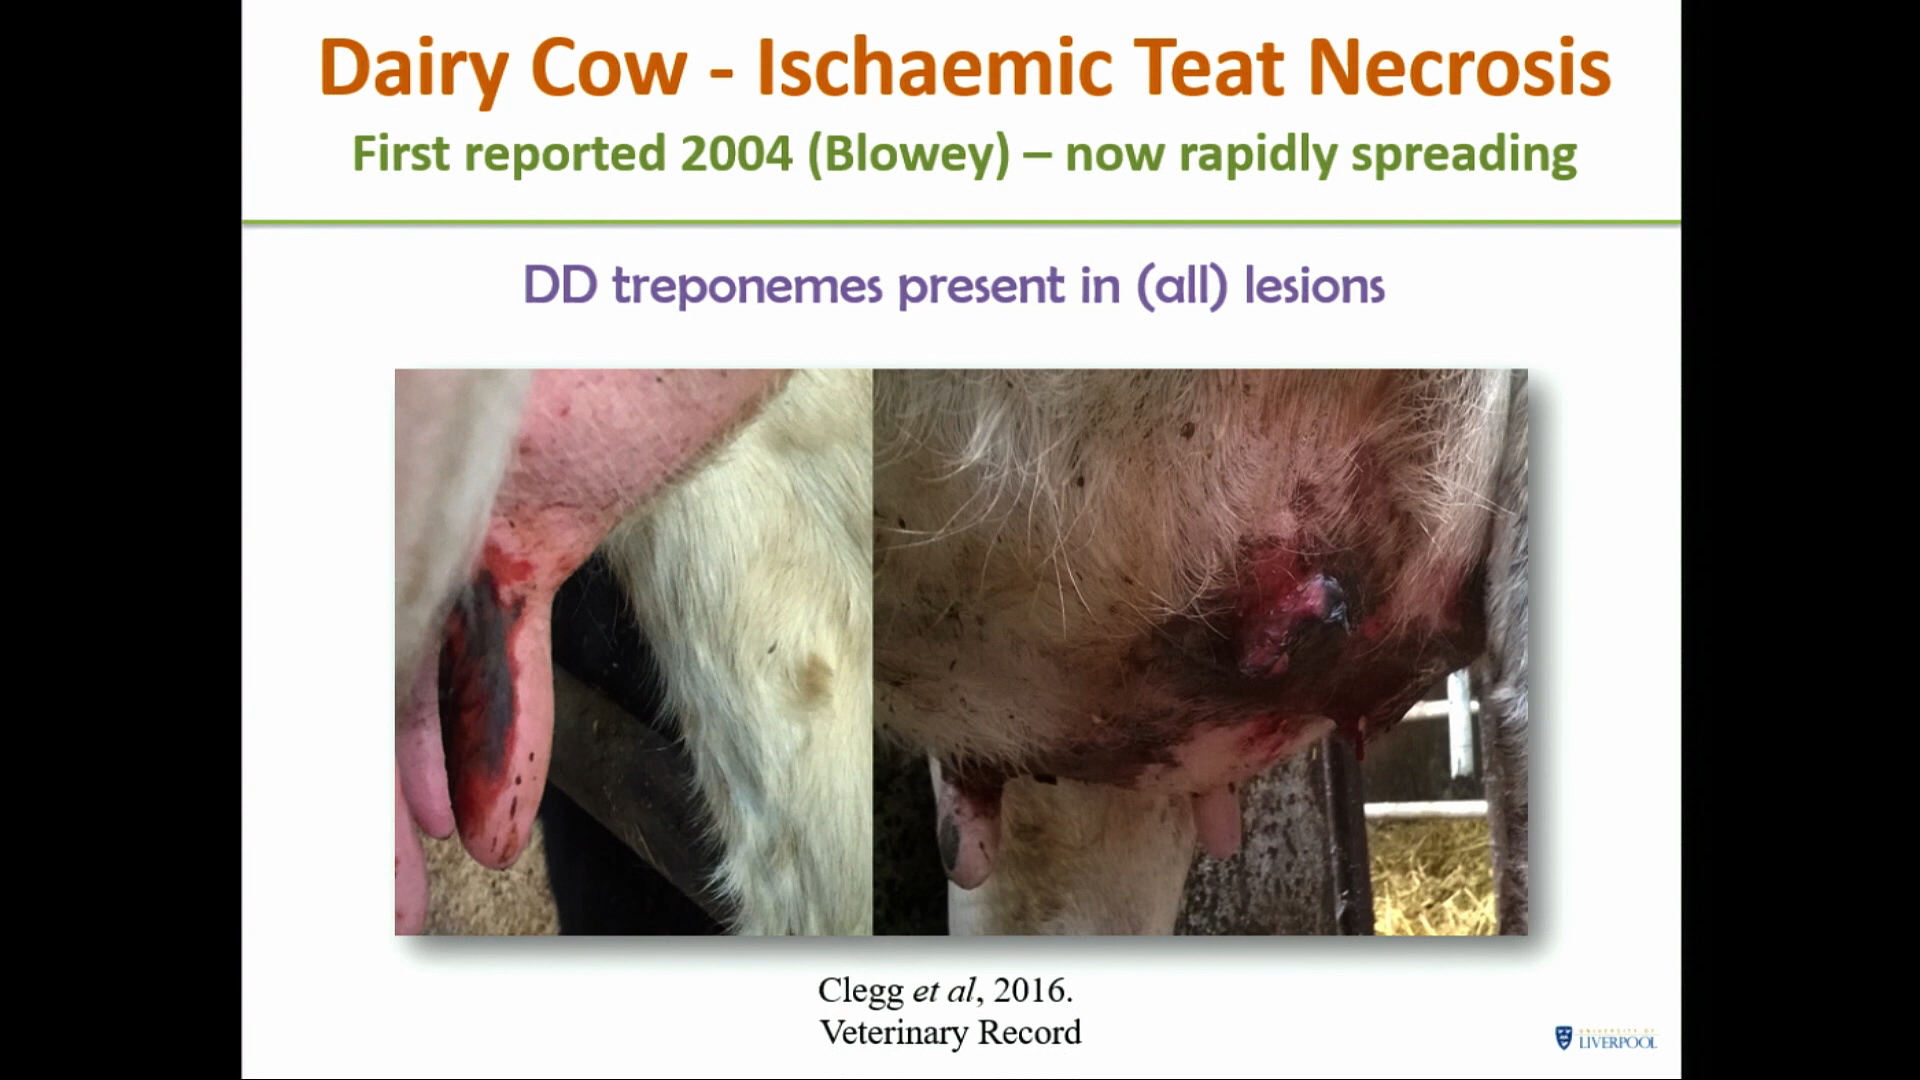 Dairy Cow - Ischaemic Teat Necrosis
First reported 2004 (Blowey) – now rapidly spreading
DD treponemes present in (all) lesions
Clegg et al, 2016.
Veterinary Record
UNIVERSITY OF
LIVERPOOL